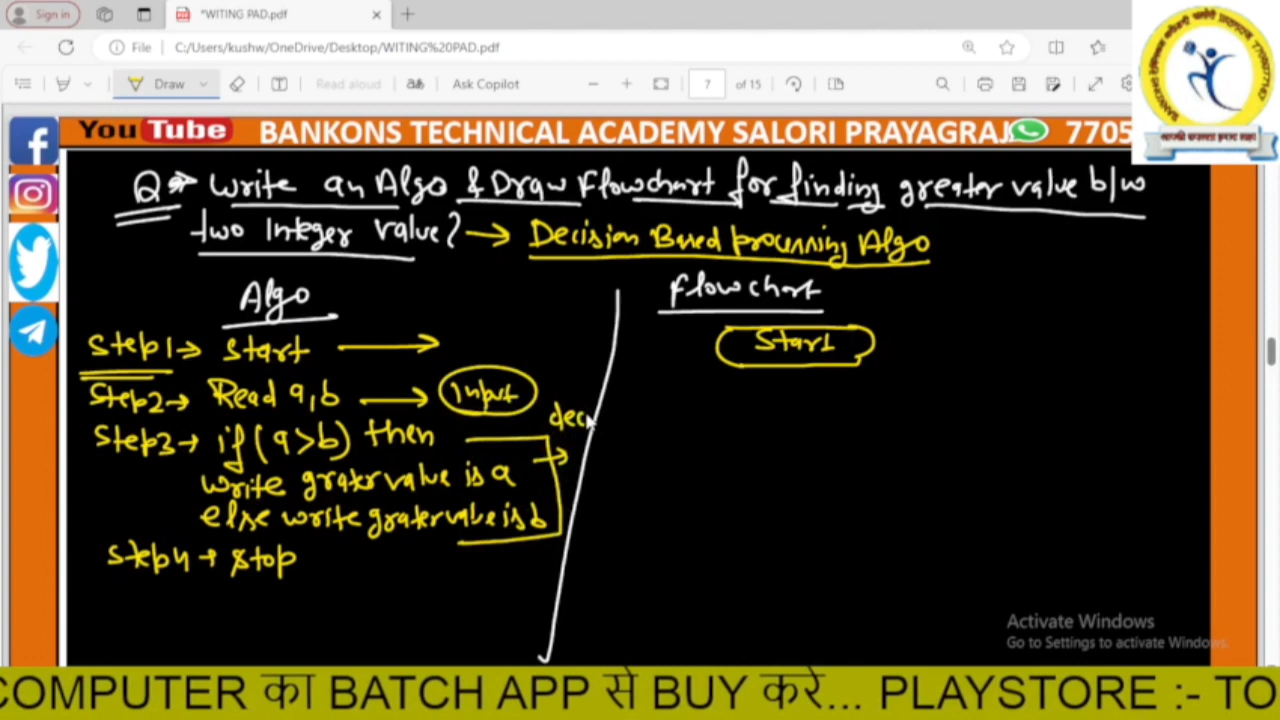 Sign in
*WITING PAD.pdf
File C:/Users/kushw/OneDrive/Desktop/WITING%20PAD.pdf
Draw Read aloud Ask Copilot 7 of 15
YouTube BANKONS TECHNICAL ACADEMY SALORI PRAYAGRAJ 7705
Q → Write an Algo & Draw Flowchart for finding greater value b/w
two Integer value? → Decision Based processing Algo
Algo
Flowchart
Step1 → Start →
Start
Step2 → Read a,b → Input
Step3 → if (a>b) then
deci
write grater value is a
else write grater value is b
Step4 → Stop
Activate Windows
Go to Settings to activate Windows.
COMPUTER का BATCH APP से BUY करे... PLAYSTORE :- TO